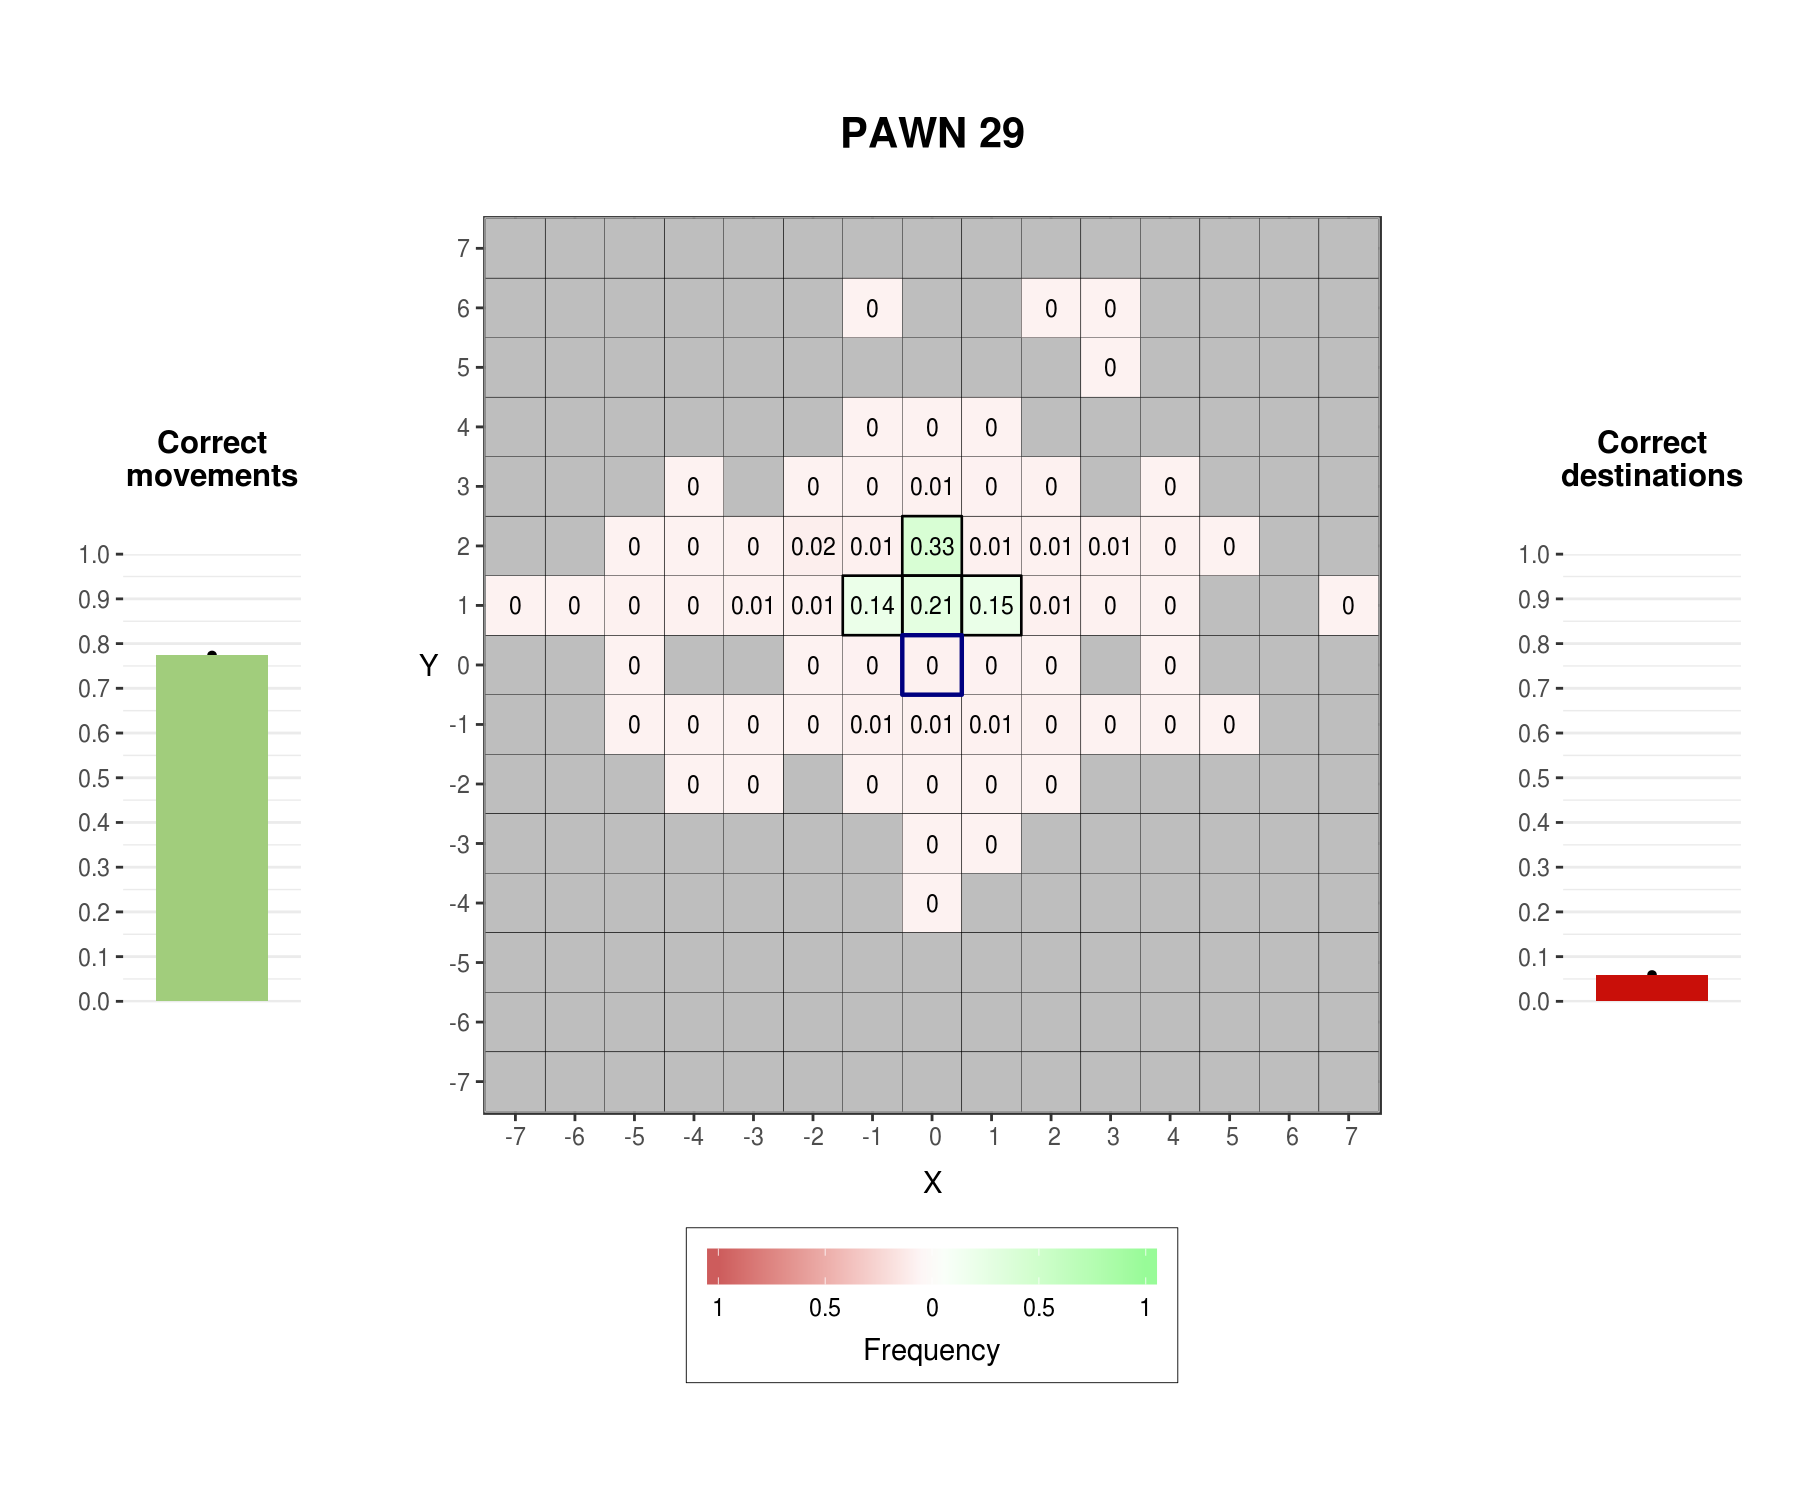 PAWN 29
Correct
movements
1.0
0.9
0.8
0.7
0.6
0.5
0.4
0.3
0.2
0.1
0.0
Y
7
6 0 0 0
5 0
4 0 0 0
3 0 0 0 0.01 0 0 0
2 0 0 0 0.02 0.01 0.33 0.01 0.01 0.01 0 0
1 0 0 0 0 0.01 0.01 0.14 0.21 0.15 0.01 0 0 0
0 0 0 0 0 0 0 0
-1 0 0 0 0 0.01 0.01 0.01 0 0 0 0
-2 0 0 0 0 0 0
-3 0 0
-4 0
-5
-6
-7
-7 -6 -5 -4 -3 -2 -1 0 1 2 3 4 5 6 7
X
1 0.5 0 0.5 1
Frequency
Correct
destinations
1.0
0.9
0.8
0.7
0.6
0.5
0.4
0.3
0.2
0.1
0.0